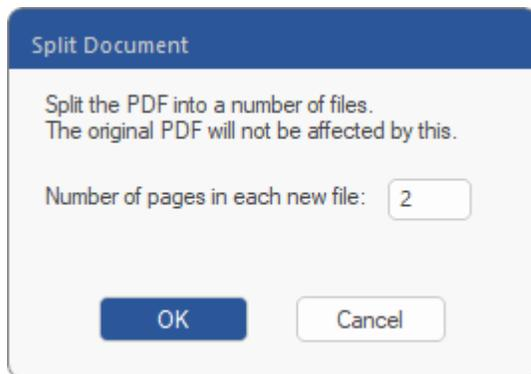 Split Document
Split the PDF into a number of files.
The original PDF will not be affected by this.
Number of pages in each new file: 2
OK Cancel